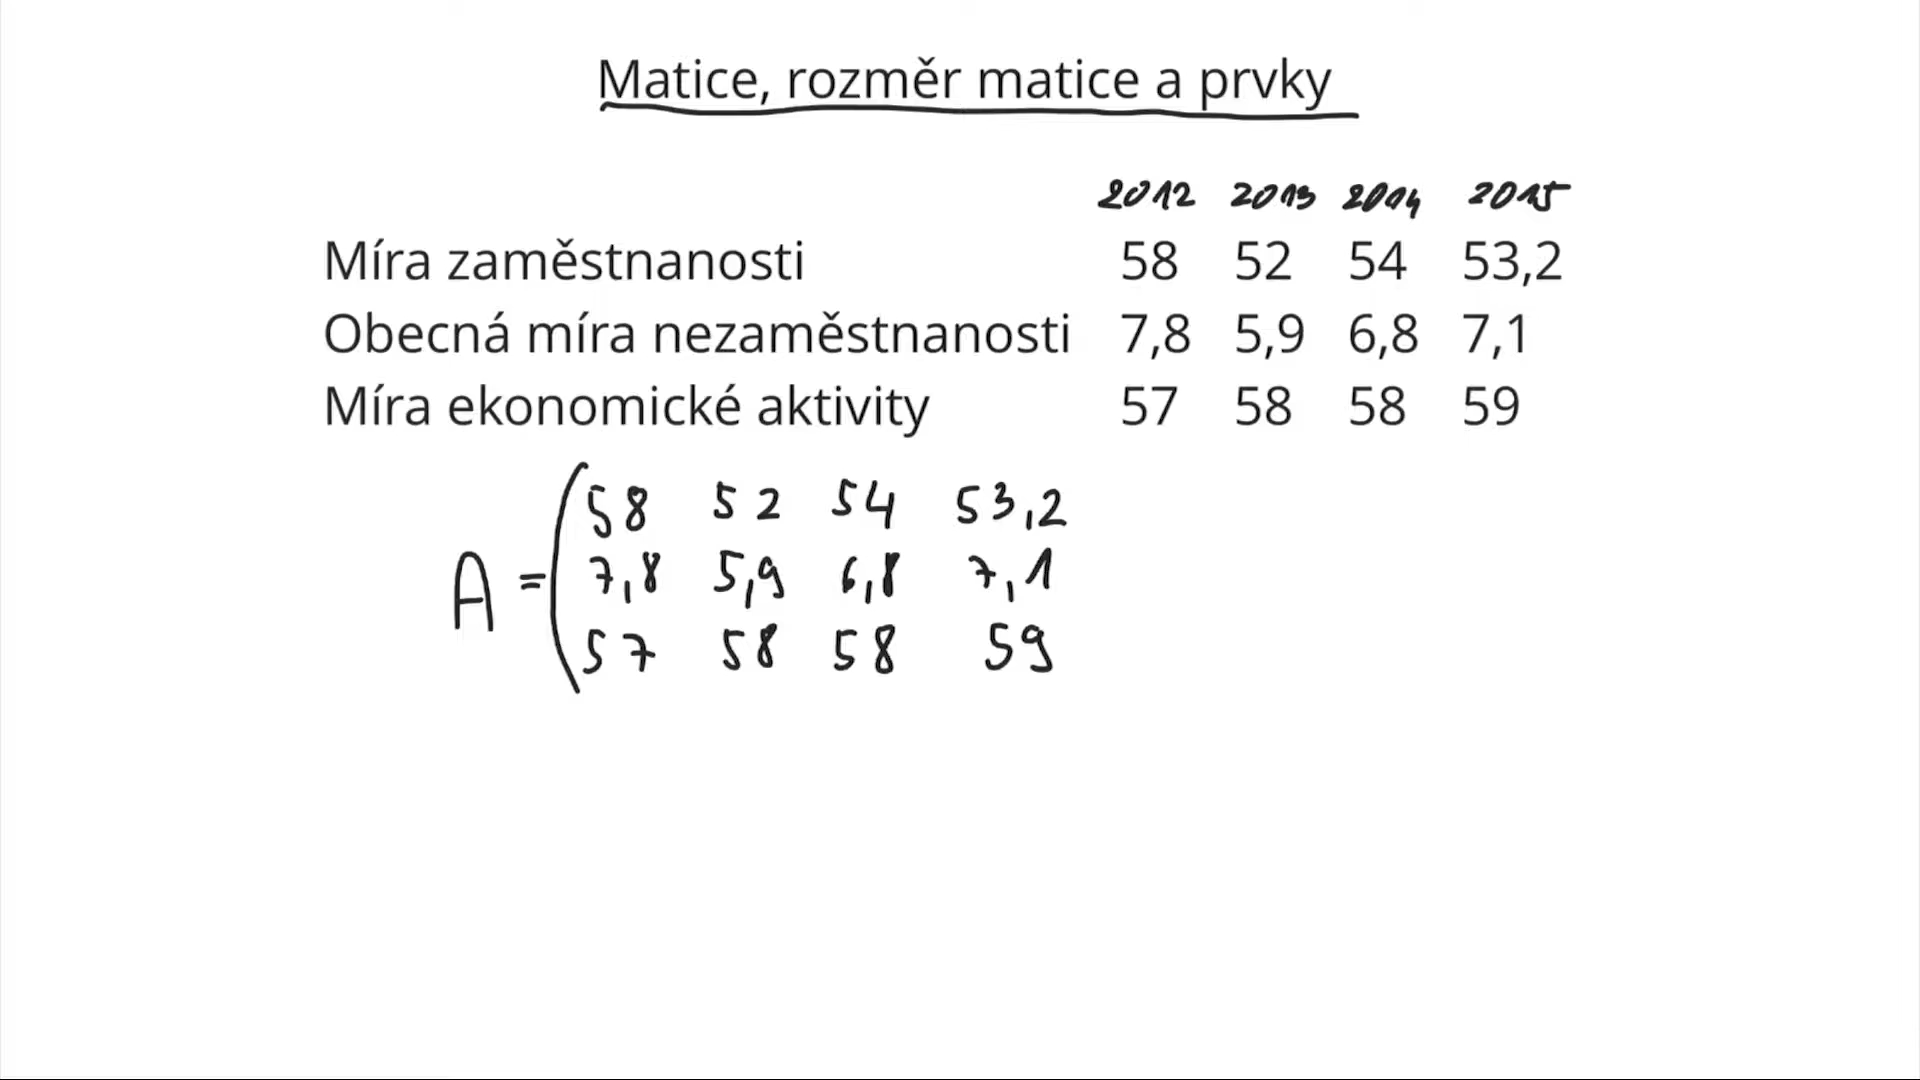 Matice, rozměr matice a prvky
2012 2013 2014 2015
Míra zaměstnanosti 58 52 54 53,2
Obecná míra nezaměstnanosti 7,8 5,9 6,8 7,1
Míra ekonomické aktivity 57 58 58 59
58 52 54 53,2
A = ( 7,8 5,9 6,8 7,1
57 58 58 59